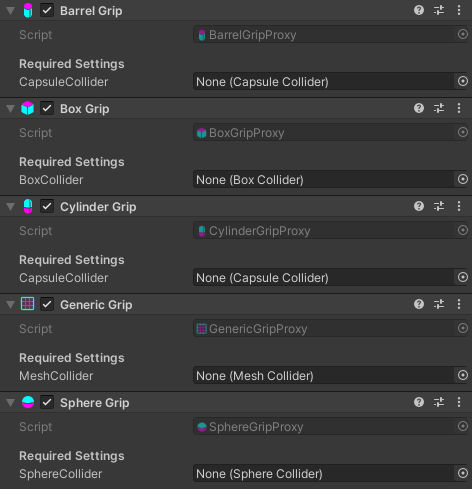 Barrel Grip
Script BarrelGripProxy
Required Settings
CapsuleCollider None (Capsule Collider)
Box Grip
Script BoxGripProxy
Required Settings
BoxCollider None (Box Collider)
Cylinder Grip
Script CylinderGripProxy
Required Settings
CapsuleCollider None (Capsule Collider)
Generic Grip
Script GenericGripProxy
Required Settings
MeshCollider None (Mesh Collider)
Sphere Grip
Script SphereGripProxy
Required Settings
SphereCollider None (Sphere Collider)